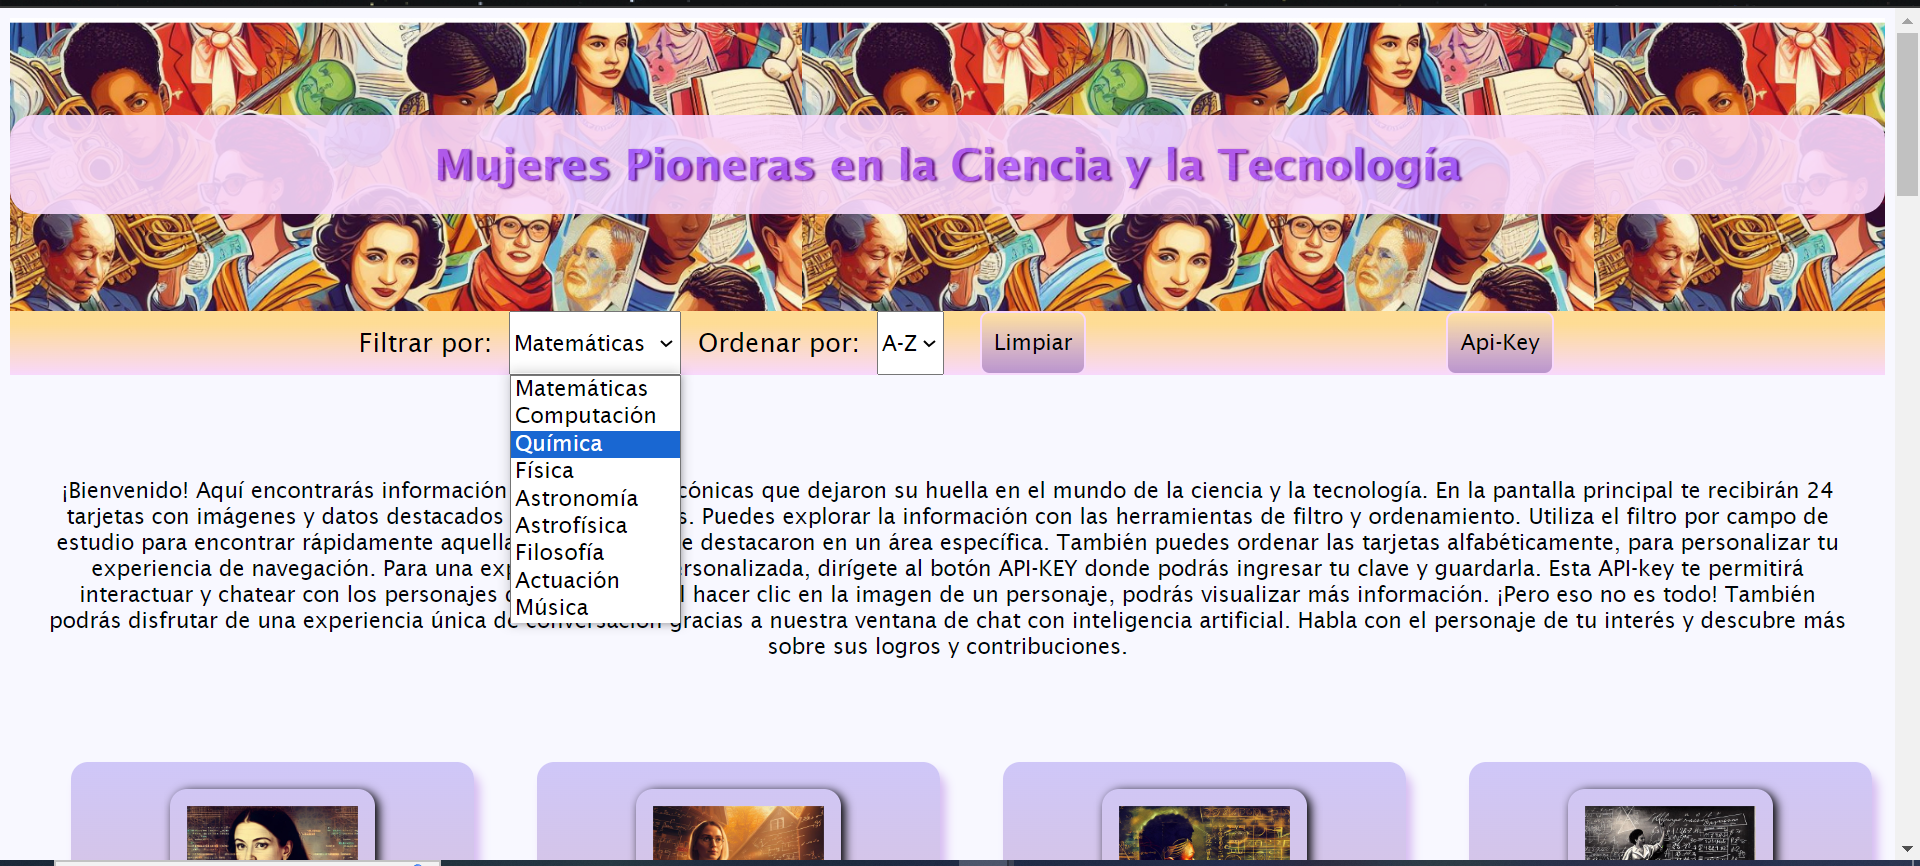 Mujeres Pioneras en la Ciencia y la Tecnología
Filtrar por: Matemáticas Ordenar por: A-Z Limpiar Api-Key
Matemáticas
Computación
Química
Física
Astronomía
Astrofísica
Filosofía
Actuación
Música
¡Bienvenido! Aquí encontrarás información cónicas que dejaron su huella en el mundo de la ciencia y la tecnología. En la pantalla principal te recibirán 24
tarjetas con imágenes y datos destacados s. Puedes explorar la información con las herramientas de filtro y ordenamiento. Utiliza el filtro por campo de
estudio para encontrar rápidamente aquella e destacaron en un área específica. También puedes ordenar las tarjetas alfabéticamente, para personalizar tu
experiencia de navegación. Para una exp ersonalizada, dirígete al botón API-KEY donde podrás ingresar tu clave y guardarla. Esta API-key te permitirá
interactuar y chatear con los personajes l hacer clic en la imagen de un personaje, podrás visualizar más información. ¡Pero eso no es todo! También
podrás disfrutar de una experiencia única de conversación gracias a nuestra ventana de chat con inteligencia artificial. Habla con el personaje de tu interés y descubre más
sobre sus logros y contribuciones.